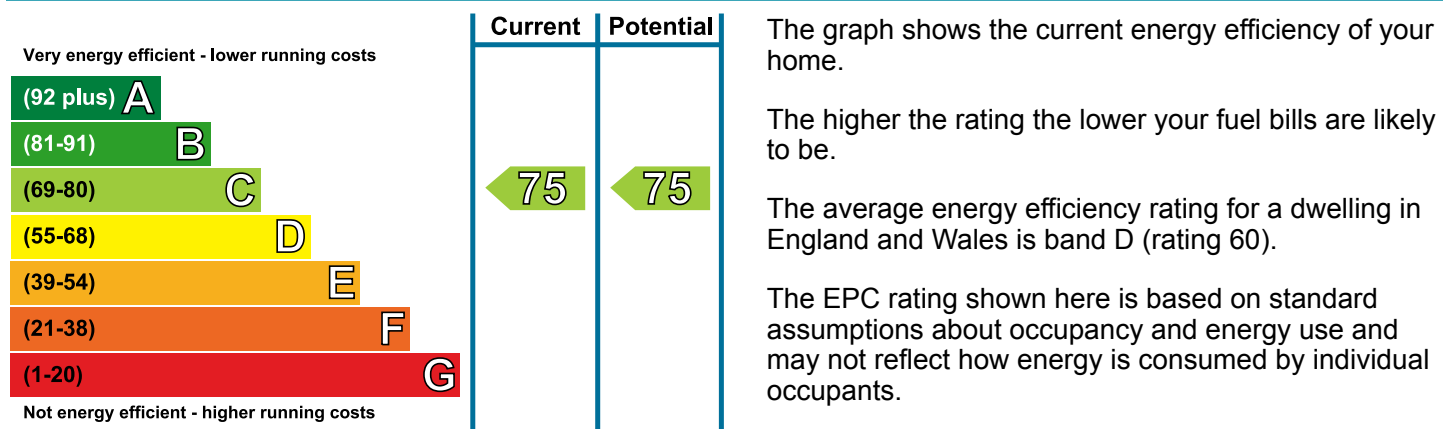 Current Potential
Very energy efficient - lower running costs
(92 plus) A
(81-91) B
(69-80) C
75 75
(55-68) D
(39-54) E
(21-38) F
(1-20) G
Not energy efficient - higher running costs
The graph shows the current energy efficiency of your
home.
The higher the rating the lower your fuel bills are likely
to be.
The average energy efficiency rating for a dwelling in
England and Wales is band D (rating 60).
The EPC rating shown here is based on standard
assumptions about occupancy and energy use and
may not reflect how energy is consumed by individual
occupants.